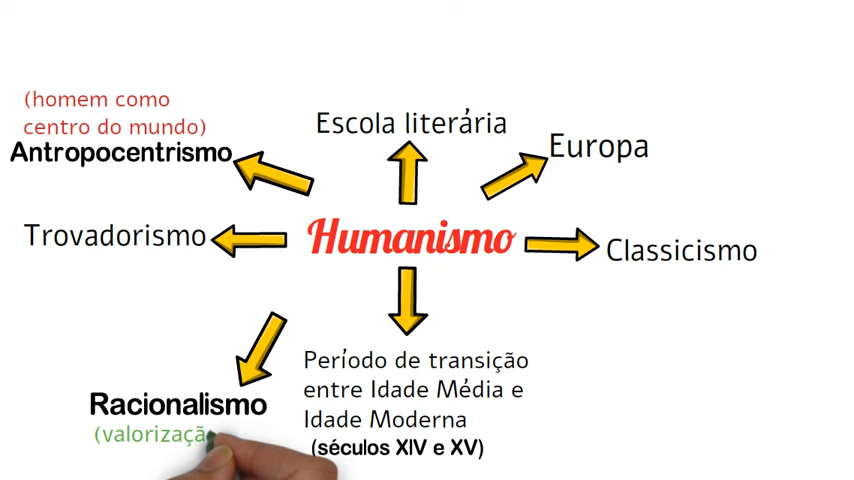 (homem como
centro do mundo)
Antropocentrismo
Escola literária
Europa
Trovadorismo
Humanismo
Classicismo
Racionalismo
Período de transição
entre Idade Média e
Idade Moderna
(séculos XIV e XV)